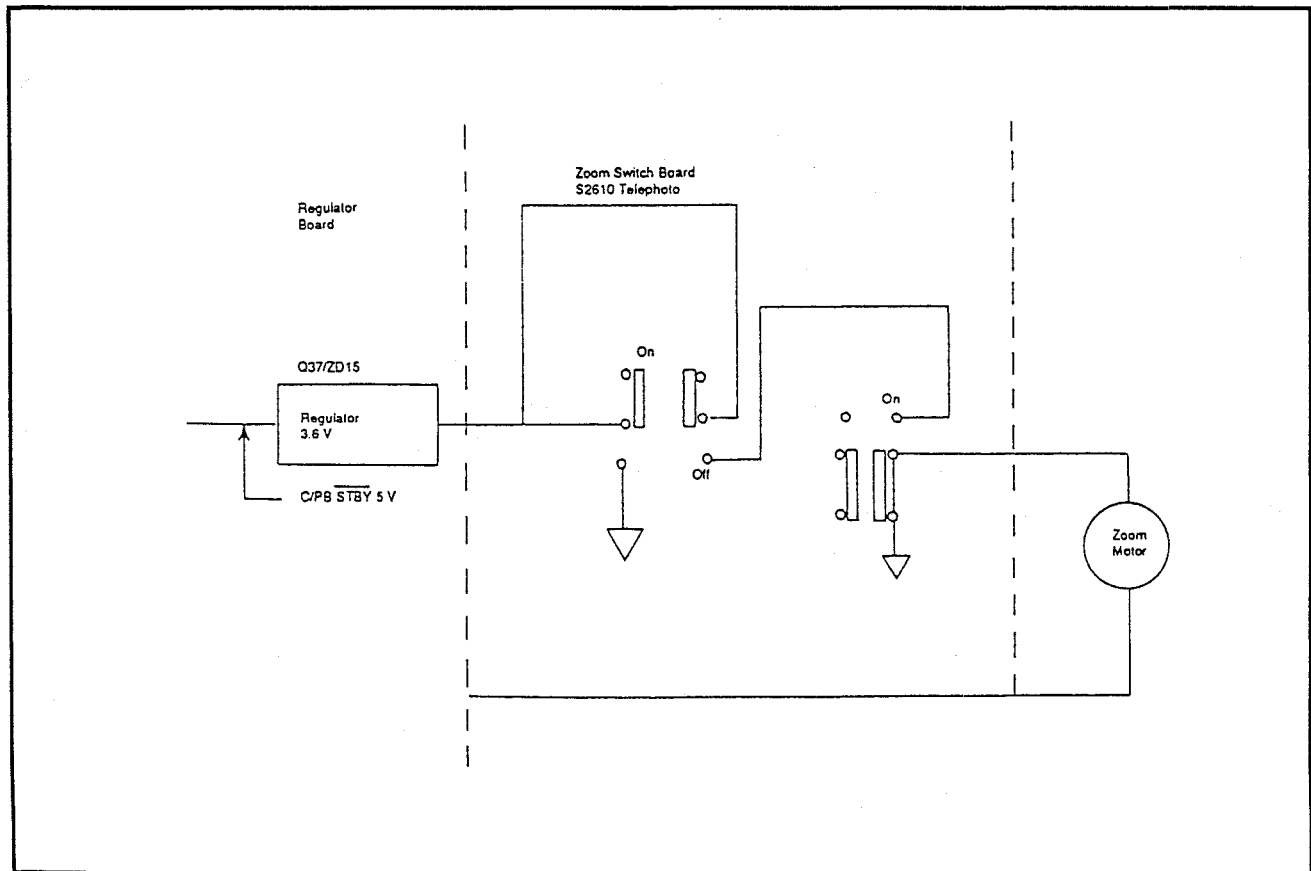 Zoom Switch Board
S2610 Telephoto
Regulator
Board
On
Q37/ZD15
On
Regulator
3.6 V
Off
C/PB STBY 5 V
Zoom
Motor